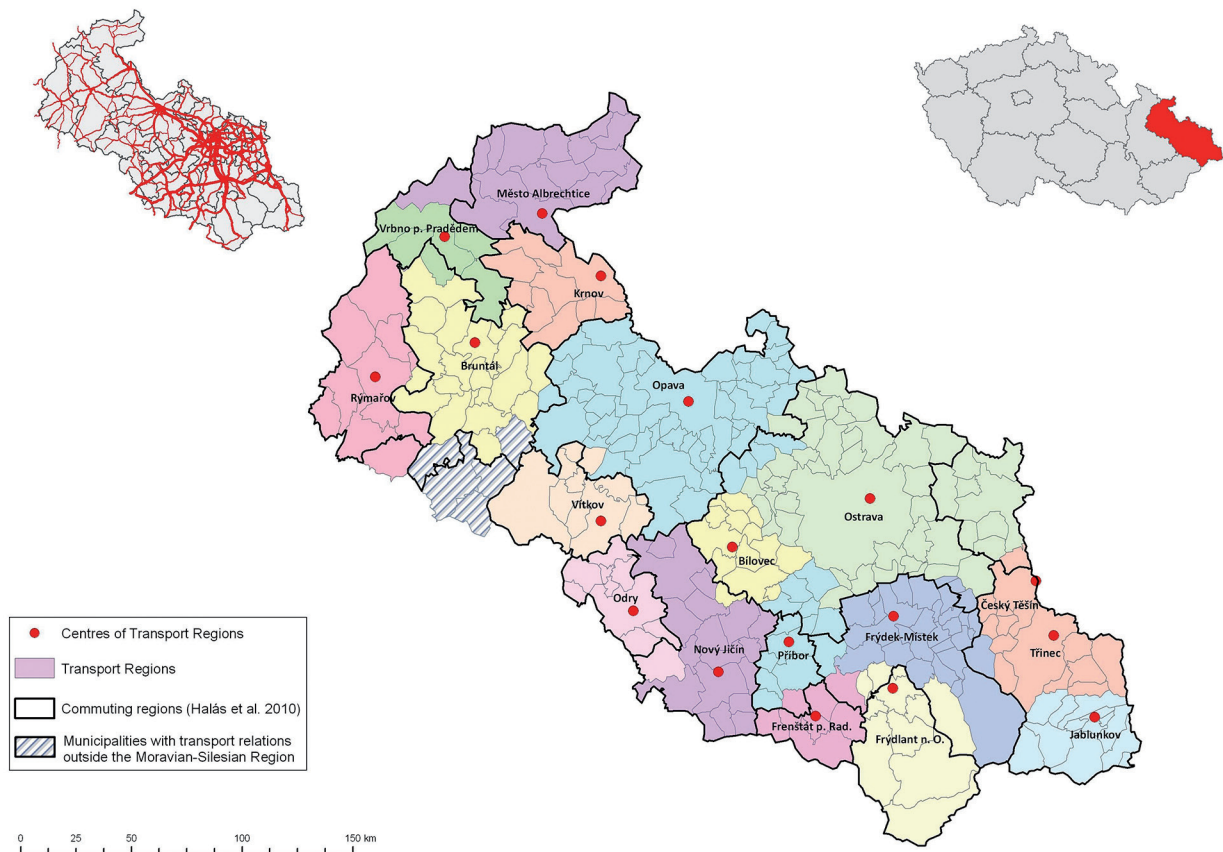 Město Albrechtice
Vrbno p. Pradědem
Krnov
Bruntál
Opava
Rýmařov
Ostrava
Vítkov
Bílovec
Odry
Český Těšín
Frýdek-Místek
Nový Jičín
Příbor
Třinec
Frenštát p. Rad.
Frýdlant n. O.
Jablunkov
Centres of Transport Regions
Transport Regions
Commuting regions (Halás et al. 2010)
Municipalities with transport relations
outside the Moravian-Silesian Region
0 25 50 100 150 km